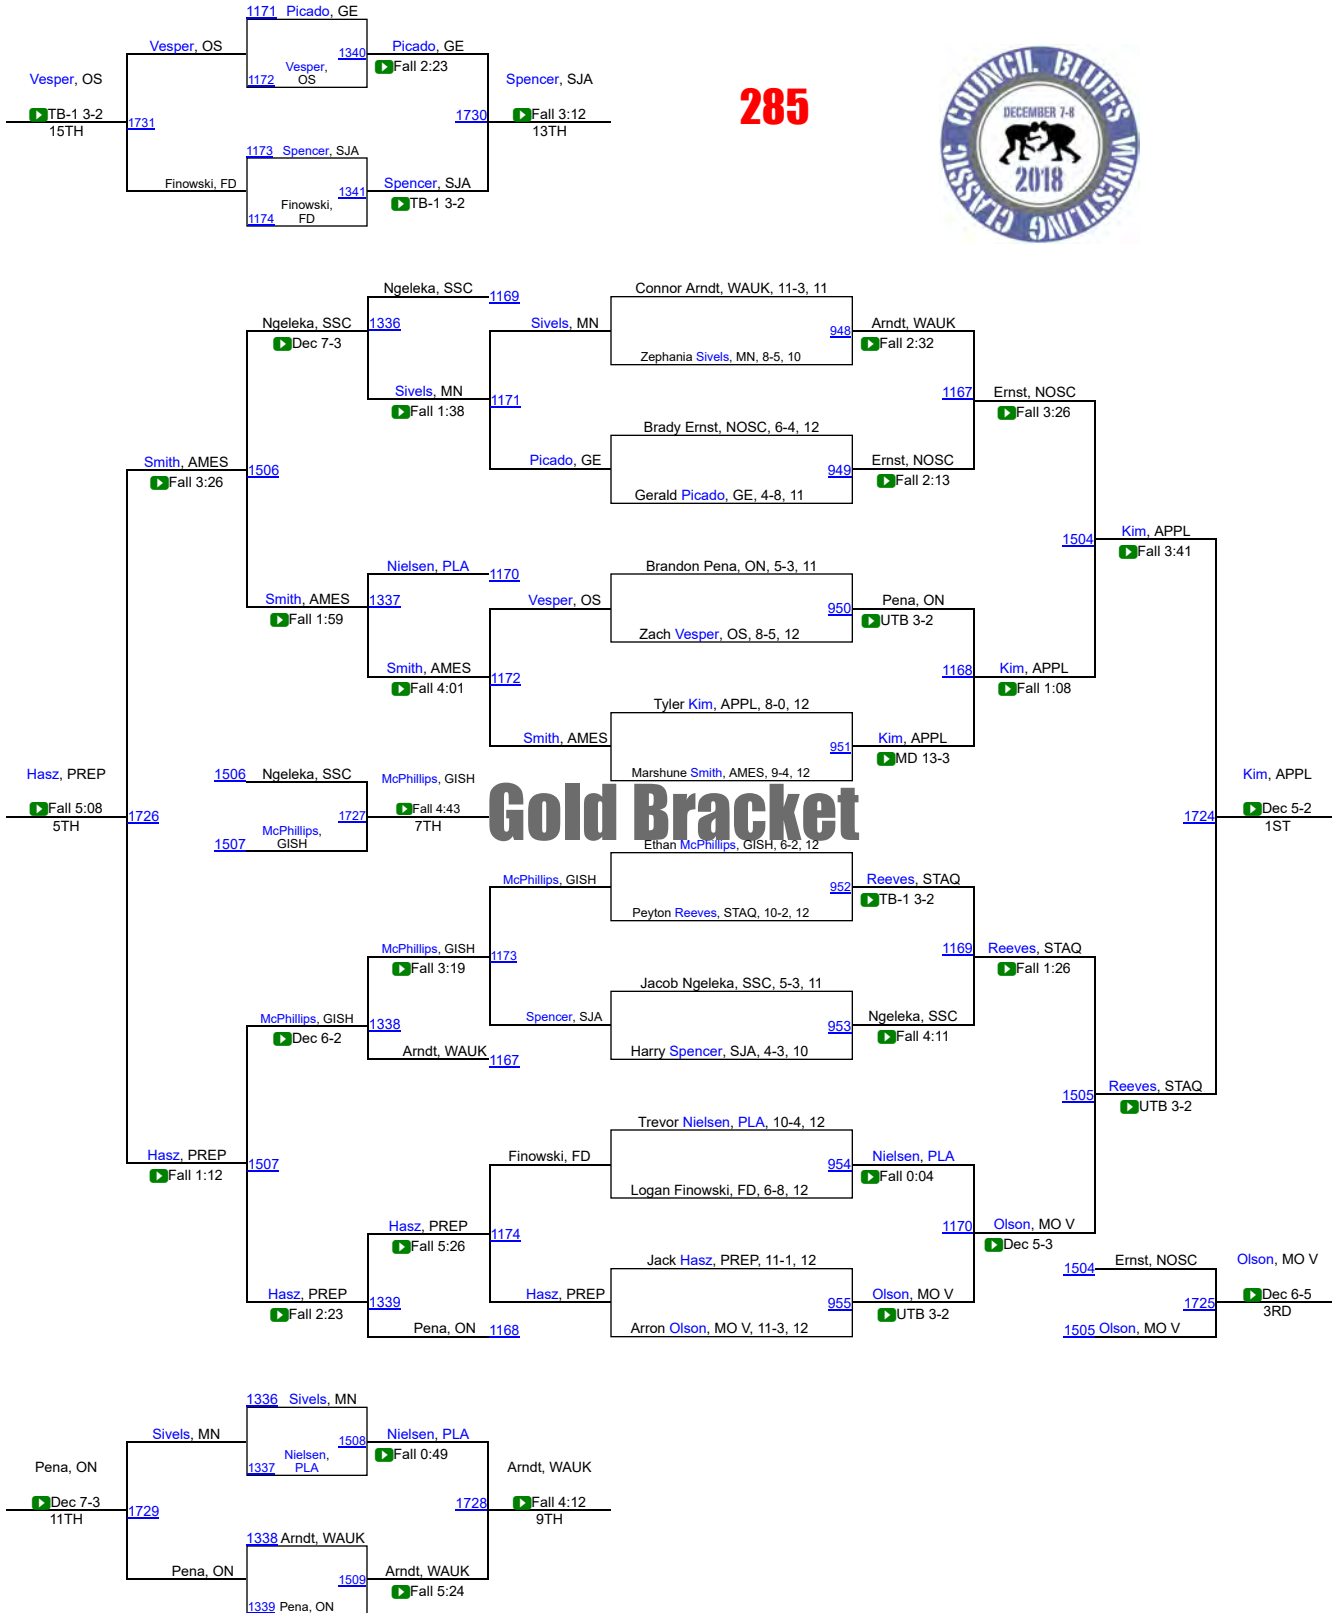 1171 Picado, GE
Vesper, OS
1340 Picado, GE
Fall 2:23
Vesper, OS
1172 Vesper,
OS
Spencer, SJA
TB-1 3-2
15TH
1731
1730
Fall 3:12
13TH
1173 Spencer, SJA
Finowski, FD
1341 Spencer, SJA
TB-1 3-2
1174 Finowski,
FD
285
COUNCIL BLUFFS WRESTLING CLASSIC
DECEMBER 7-8
2018
Ngeleka, SSC 1169
Connor Arndt, WAUK, 11-3, 11
Ngeleka, SSC 1336
Dec 7-3
Sivels, MN
948 Arndt, WAUK
Fall 2:32
Zephania Sivels, MN, 8-5, 10
Sivels, MN 1171
Fall 1:38
1167 Ernst, NOSC
Fall 3:26
Brady Ernst, NOSC, 6-4, 12
Smith, AMES 1506
Fall 3:26
Picado, GE
949 Ernst, NOSC
Fall 2:13
Gerald Picado, GE, 4-8, 11
1504 Kim, APPL
Fall 3:41
Nielsen, PLA 1170
Brandon Pena, ON, 5-3, 11
Smith, AMES 1337
Fall 1:59
Vesper, OS
950 Pena, ON
UTB 3-2
Zach Vesper, OS, 8-5, 12
Smith, AMES 1172
Fall 4:01
1168 Kim, APPL
Fall 1:08
Tyler Kim, APPL, 8-0, 12
Smith, AMES
951 Kim, APPL
MD 13-3
Marshune Smith, AMES, 9-4, 12
Hasz, PREP
Fall 5:08
5TH
1726
1506 Ngeleka, SSC
McPhillips, GISH
1727 Fall 4:43
7TH
1507 McPhillips,
GISH
Gold Bracket
Kim, APPL
1724 Dec 5-2
1ST
Ethan McPhillips, GISH, 6-2, 12
McPhillips, GISH
952 Reeves, STAQ
TB-1 3-2
Peyton Reeves, STAQ, 10-2, 12
McPhillips, GISH 1173
Fall 3:19
1169 Reeves, STAQ
Fall 1:26
Jacob Ngeleka, SSC, 5-3, 11
McPhillips, GISH 1338
Dec 6-2
Spencer, SJA
953 Ngeleka, SSC
Fall 4:11
Harry Spencer, SJA, 4-3, 10
Arndt, WAUK 1167
1505 Reeves, STAQ
UTB 3-2
Trevor Nielsen, PLA, 10-4, 12
Hasz, PREP 1507
Fall 1:12
Finowski, FD
954 Nielsen, PLA
Fall 0:04
Logan Finowski, FD, 6-8, 12
Hasz, PREP 1174
Fall 5:26
1170 Olson, MO V
Dec 5-3
Jack Hasz, PREP, 11-1, 12
Hasz, PREP 1339
Fall 2:23
Hasz, PREP
955 Olson, MO V
UTB 3-2
Arron Olson, MO V, 11-3, 12
Pena, ON 1168
1504 Ernst, NOSC
Olson, MO V
1725 Dec 6-5
3RD
1505 Olson, MO V
1336 Sivels, MN
Sivels, MN
1508 Nielsen, PLA
Fall 0:49
1337 Nielsen,
PLA
Pena, ON
Dec 7-3
11TH
1729
Arndt, WAUK
1728 Fall 4:12
9TH
1338 Arndt, WAUK
Pena, ON
1509 Arndt, WAUK
Fall 5:24
1339 Pena, ON